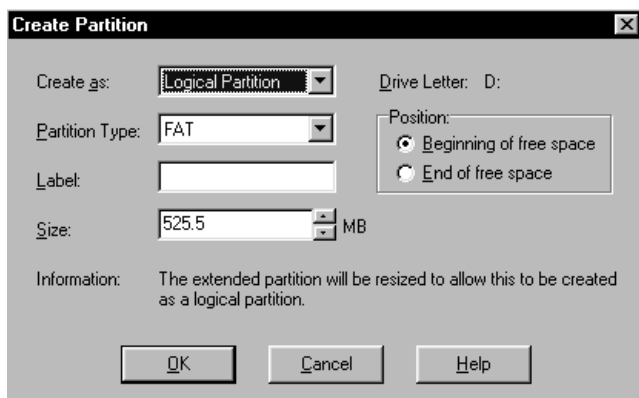 Create Partition
Create as: Logical Partition Drive Letter: D:
Position:
Partition Type: FAT Beginning of free space
Label: End of free space
Size: 525.5 MB
Information: The extended partition will be resized to allow this to be created
as a logical partition.
OK Cancel Help